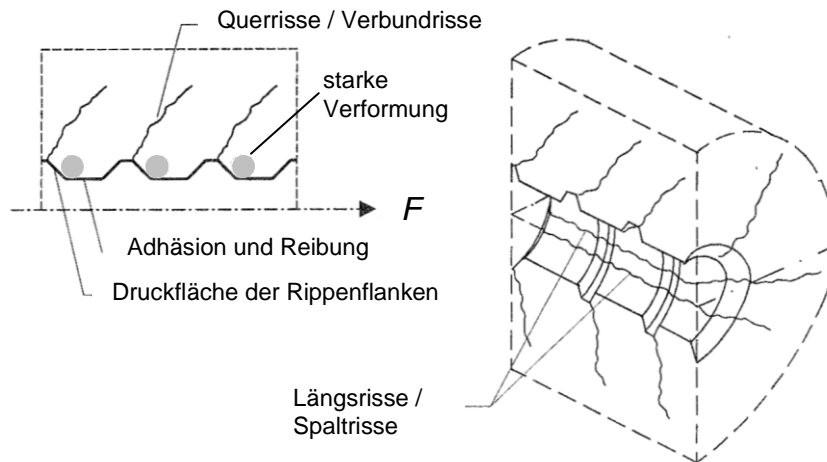 Querrisse / Verbundrisse
starke
Verformung
F
Adhäsion und Reibung
Druckfläche der Rippenflanken
Längsrisse /
Spaltrisse